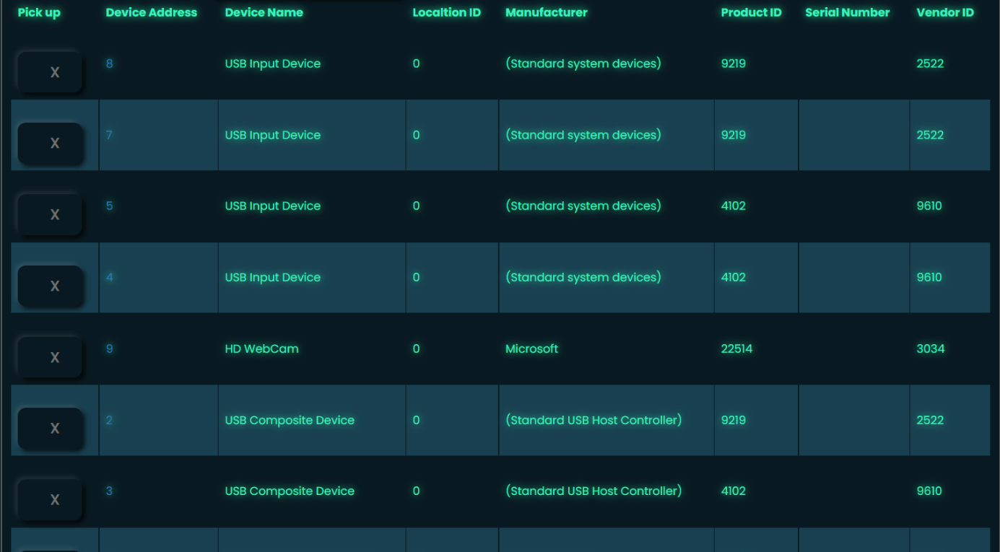 Pick up Device Address Device Name Localtion ID Manufacturer Product ID Serial Number Vendor ID
X 8 USB Input Device 0 (Standard system devices) 9219 2522
X 7 USB Input Device 0 (Standard system devices) 9219 2522
X 5 USB Input Device 0 (Standard system devices) 4102 9610
X 4 USB Input Device 0 (Standard system devices) 4102 9610
X 9 HD WebCam 0 Microsoft 22514 3034
X 2 USB Composite Device 0 (Standard USB Host Controller) 9219 2522
X 3 USB Composite Device 0 (Standard USB Host Controller) 4102 9610